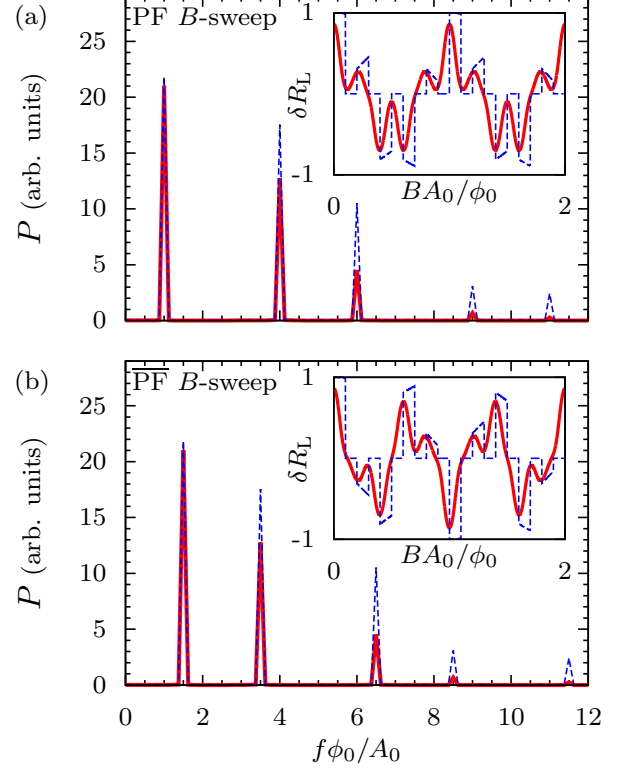 (a)
PF B-sweep
P (arb. units)
25
20
15
10
5
0
δR_L
1
-1
0
BA_0/ϕ_0
2
(b)
P̅F̅ B-sweep
P (arb. units)
25
20
15
10
5
0
δR_L
1
-1
0
BA_0/ϕ_0
2
0 2 4 6 8 10 12
fϕ_0/A_0